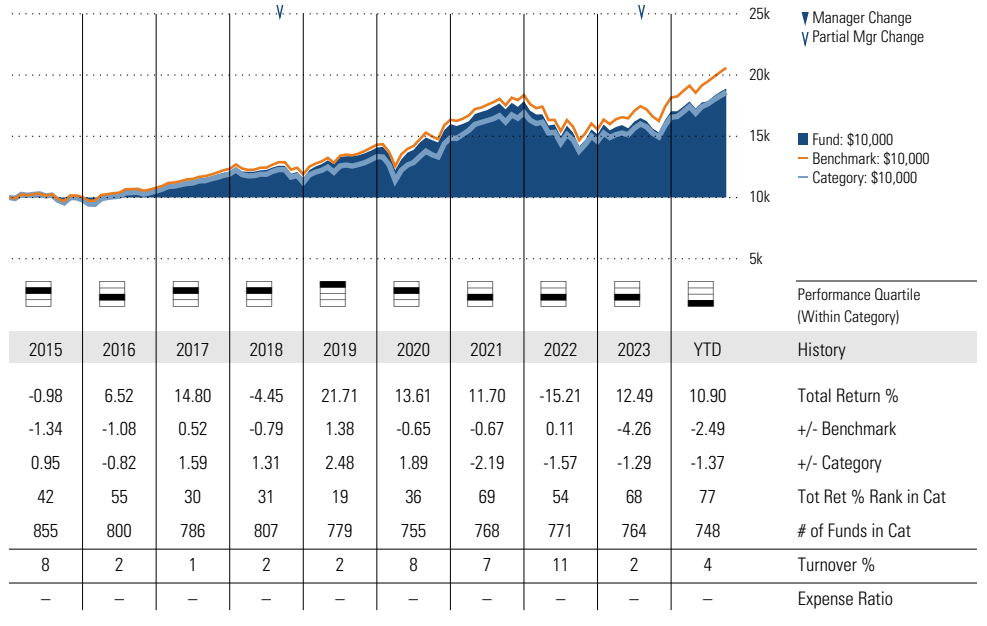 25k
Manager Change
Partial Mgr Change
20k
15k
Fund: $10,000
Benchmark: $10,000
Category: $10,000
10k
5k
Performance Quartile
(Within Category)
2015 2016 2017 2018 2019 2020 2021 2022 2023 YTD History
-0.98 6.52 14.80 -4.45 21.71 13.61 11.70 -15.21 12.49 10.90 Total Return %
-1.34 -1.08 0.52 -0.79 1.38 -0.65 -0.67 0.11 -4.26 -2.49 +/- Benchmark
0.95 -0.82 1.59 1.31 2.48 1.89 -2.19 -1.57 -1.29 -1.37 +/- Category
42 55 30 31 19 36 69 54 68 77 Tot Ret % Rank in Cat
855 800 786 807 779 755 768 771 764 748 # of Funds in Cat
8 2 1 2 2 8 7 11 2 4 Turnover %
– – – – – – – – – – Expense Ratio